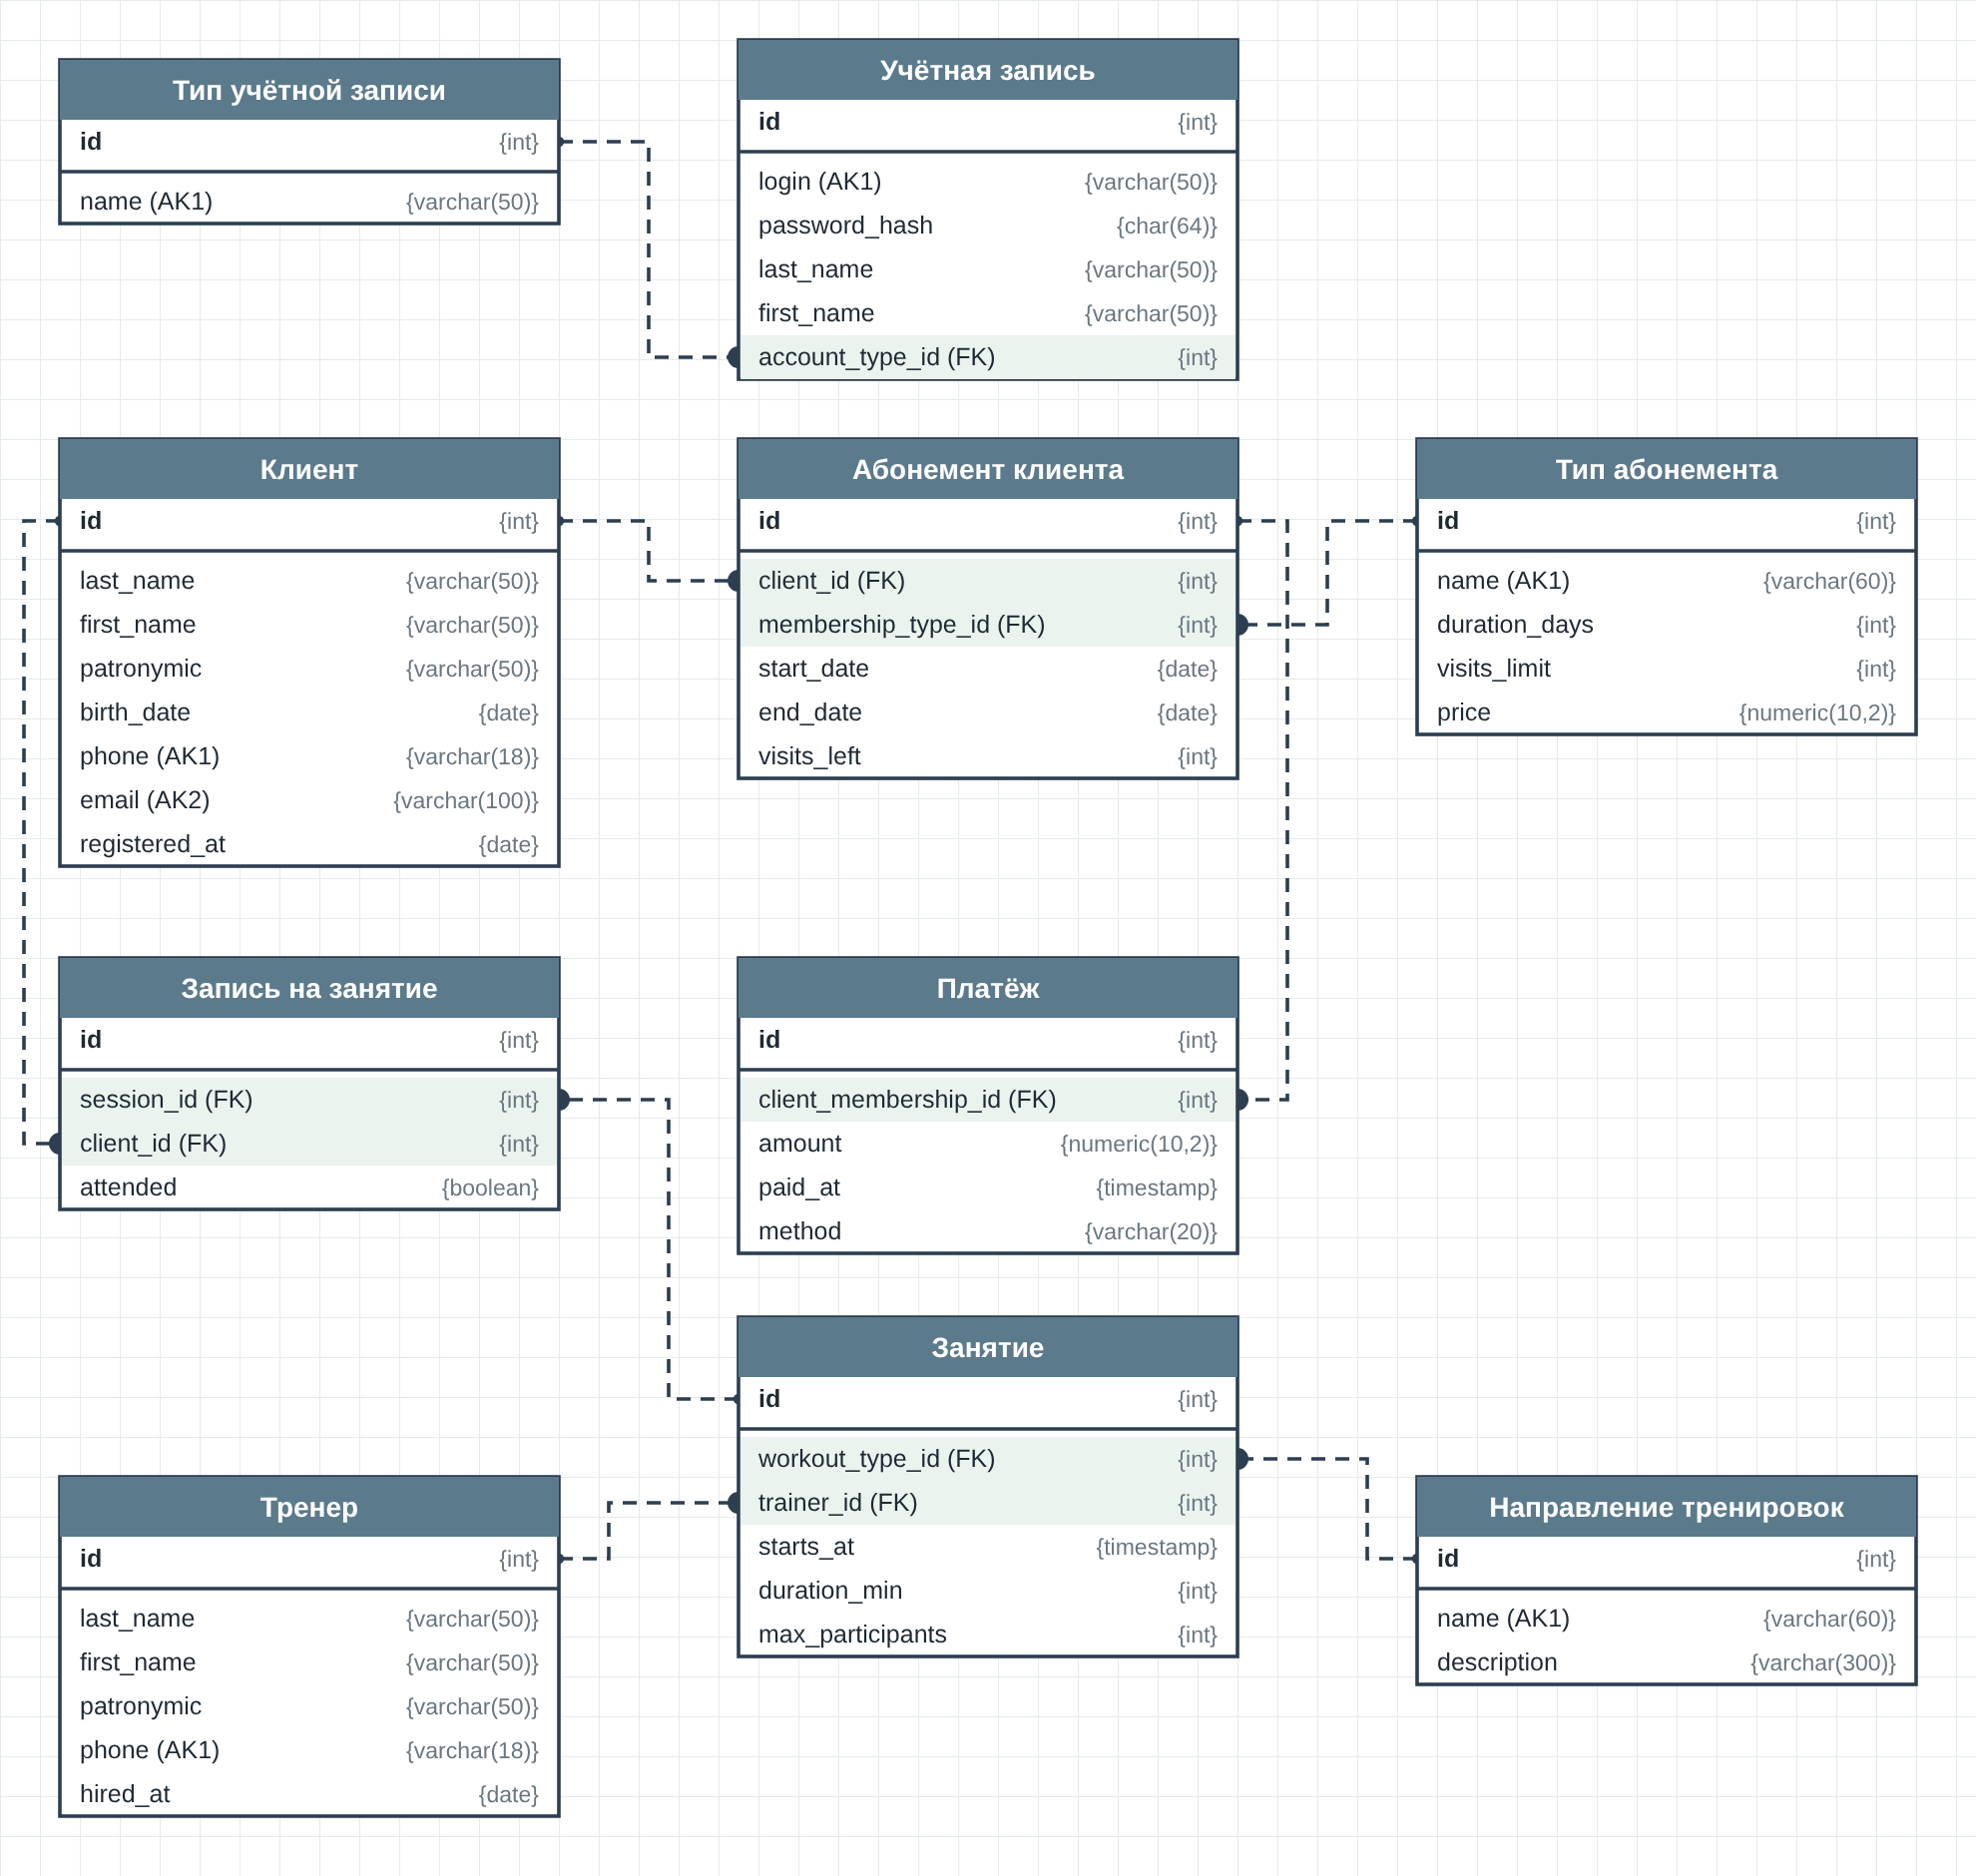 Тип учётной записи
id {int}
name (AK1) {varchar(50)}
Учётная запись
id {int}
login (AK1) {varchar(50)}
password_hash {char(64)}
last_name {varchar(50)}
first_name {varchar(50)}
account_type_id (FK) {int}
Клиент
id {int}
last_name {varchar(50)}
first_name {varchar(50)}
patronymic {varchar(50)}
birth_date {date}
phone (AK1) {varchar(18)}
email (AK2) {varchar(100)}
registered_at {date}
Абонемент клиента
id {int}
client_id (FK) {int}
membership_type_id (FK) {int}
start_date {date}
end_date {date}
visits_left {int}
Тип абонемента
id {int}
name (AK1) {varchar(60)}
duration_days {int}
visits_limit {int}
price {numeric(10,2)}
Запись на занятие
id {int}
session_id (FK) {int}
client_id (FK) {int}
attended {boolean}
Платёж
id {int}
client_membership_id (FK) {int}
amount {numeric(10,2)}
paid_at {timestamp}
method {varchar(20)}
Занятие
id {int}
workout_type_id (FK) {int}
trainer_id (FK) {int}
starts_at {timestamp}
duration_min {int}
max_participants {int}
Тренер
id {int}
last_name {varchar(50)}
first_name {varchar(50)}
patronymic {varchar(50)}
phone (AK1) {varchar(18)}
hired_at {date}
Направление тренировок
id {int}
name (AK1) {varchar(60)}
description {varchar(300)}